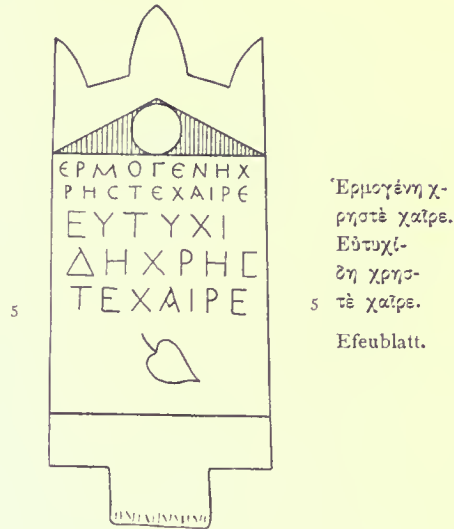 ΕΡΜΟΓΕΝΗΧ
ΡΗϹΤΕΧΑΙΡΕ
ΕΥΤΥΧΙ
ΔΗΧΡΗϹ
5 ΤΕΧΑΙΡΕ
Ἑρμογένη χ-
ρηστὲ χαῖρε.
Εὐτυχί-
δη χρησ-
5 τὲ χαῖρε.
Efeublatt.